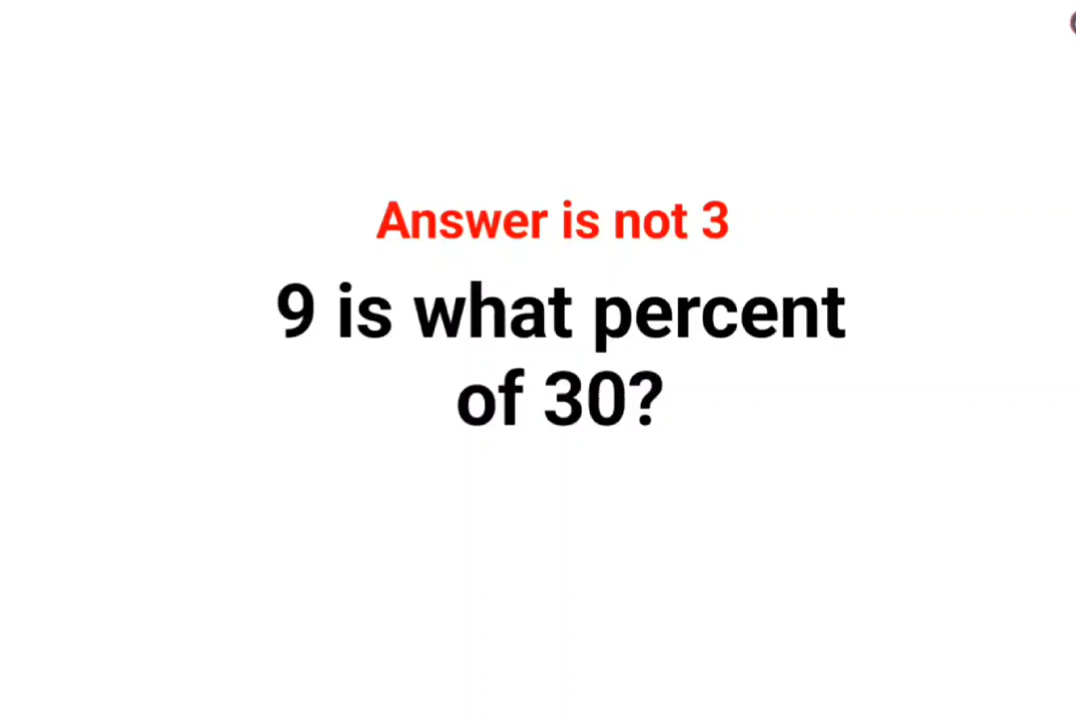 Answer is not 3
9 is what percent
of 30?